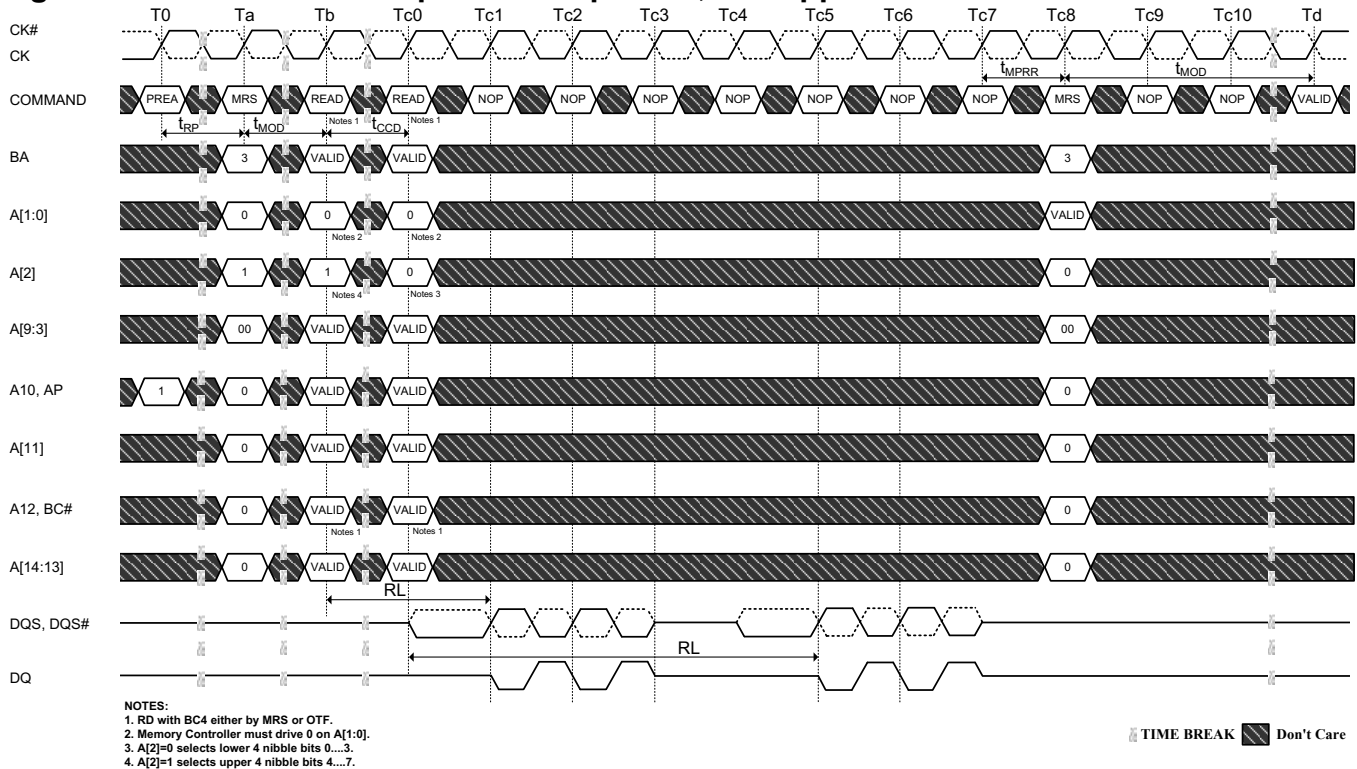 T0 Ta Tb Tc0 Tc1 Tc2 Tc3 Tc4 Tc5 Tc6 Tc7 Tc8 Tc9 Tc10 Td
CK#
CK
tMPRR tMOD
COMMAND PREA MRS READ READ NOP NOP NOP NOP NOP NOP NOP MRS NOP NOP VALID
Notes 1 Notes 1
tRP tMOD tCCD
BA 3 VALID VALID 3
A[1:0] 0 0 0 VALID
Notes 2 Notes 2
A[2] 1 1 0 0
Notes 4 Notes 3
A[9:3] 00 VALID VALID 00
A10, AP 1 0 VALID VALID 0
A[11] 0 VALID VALID 0
A12, BC# 0 VALID VALID 0
Notes 1 Notes 1
A[14:13] 0 VALID VALID 0
RL
DQS, DQS#
RL
DQ
NOTES:
1. RD with BC4 either by MRS or OTF.
2. Memory Controller must drive 0 on A[1:0].
3. A[2]=0 selects lower 4 nibble bits 0....3.
4. A[2]=1 selects upper 4 nibble bits 4....7.
TIME BREAK Don't Care